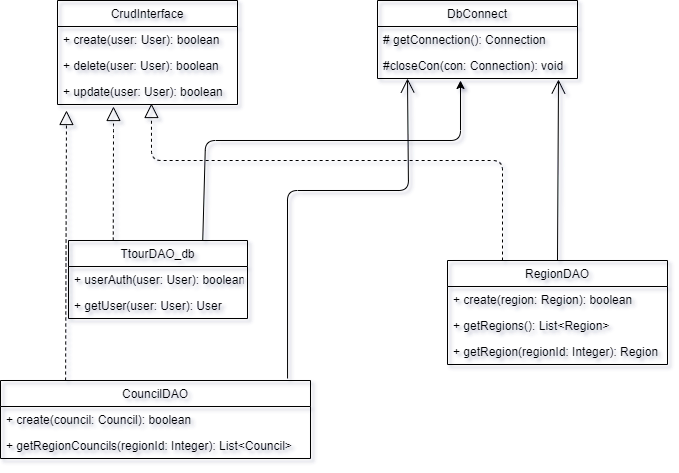 CrudInterface
+ create(user: User): boolean
+ delete(user: User): boolean
+ update(user: User): boolean
DbConnect
# getConnection(): Connection
#closeCon(con: Connection): void
TtourDAO_db
+ userAuth(user: User): boolean
+ getUser(user: User): User
RegionDAO
+ create(region: Region): boolean
+ getRegions(): List<Region>
+ getRegion(regionId: Integer): Region
CouncilDAO
+ create(council: Council): boolean
+ getRegionCouncils(regionId: Integer): List<Council>